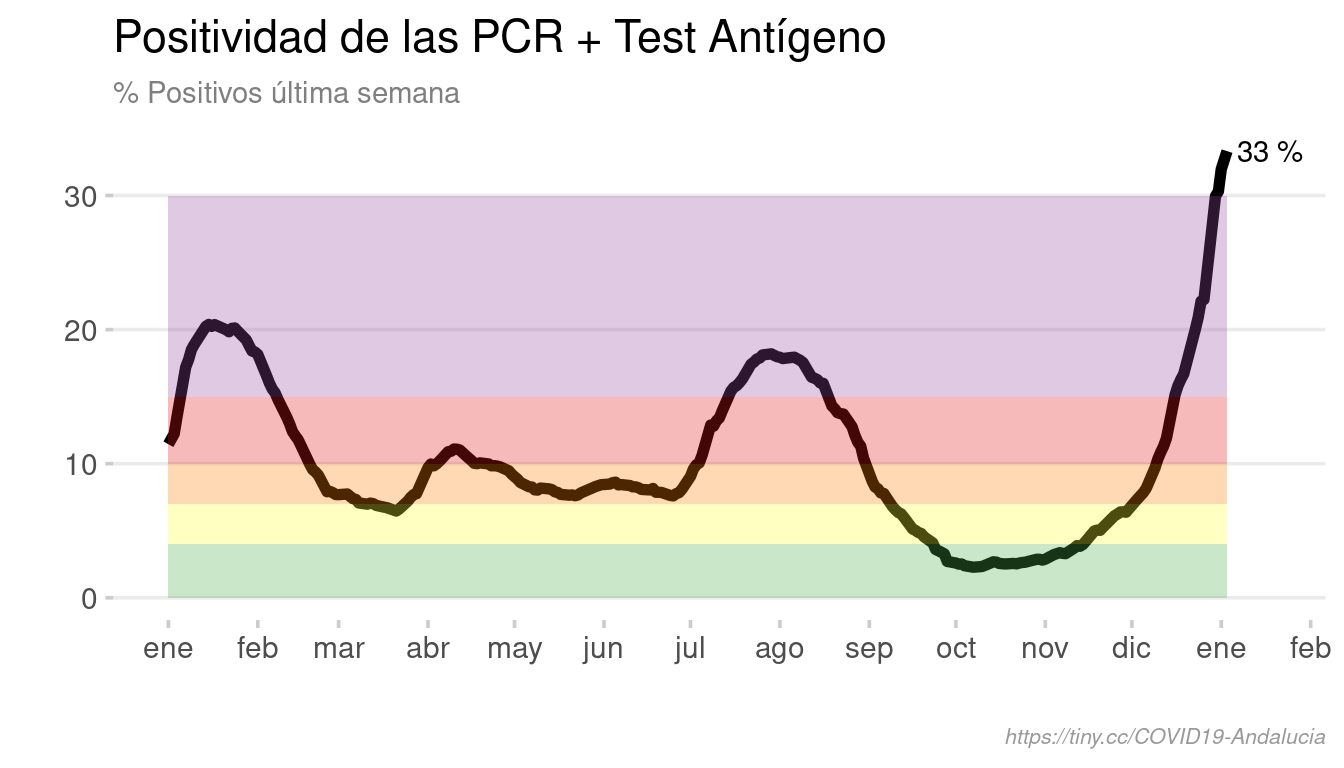 Positividad de las PCR + Test Antígeno
% Positivos última semana
33 %
30
20
10
0
ene feb mar abr may jun jul ago sep oct nov dic ene feb
https://tiny.cc/COVID19-Andalucia